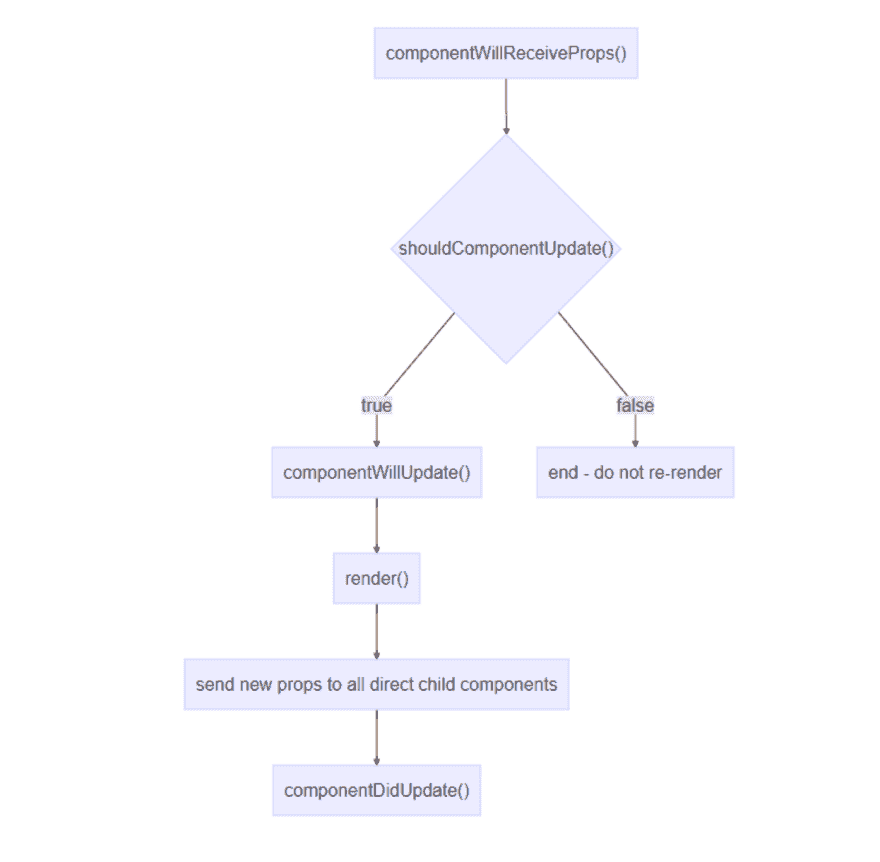 componentWillReceiveProps()
shouldComponentUpdate()
true
false
componentWillUpdate()
end - do not re-render
render()
send new props to all direct child components
componentDidUpdate()